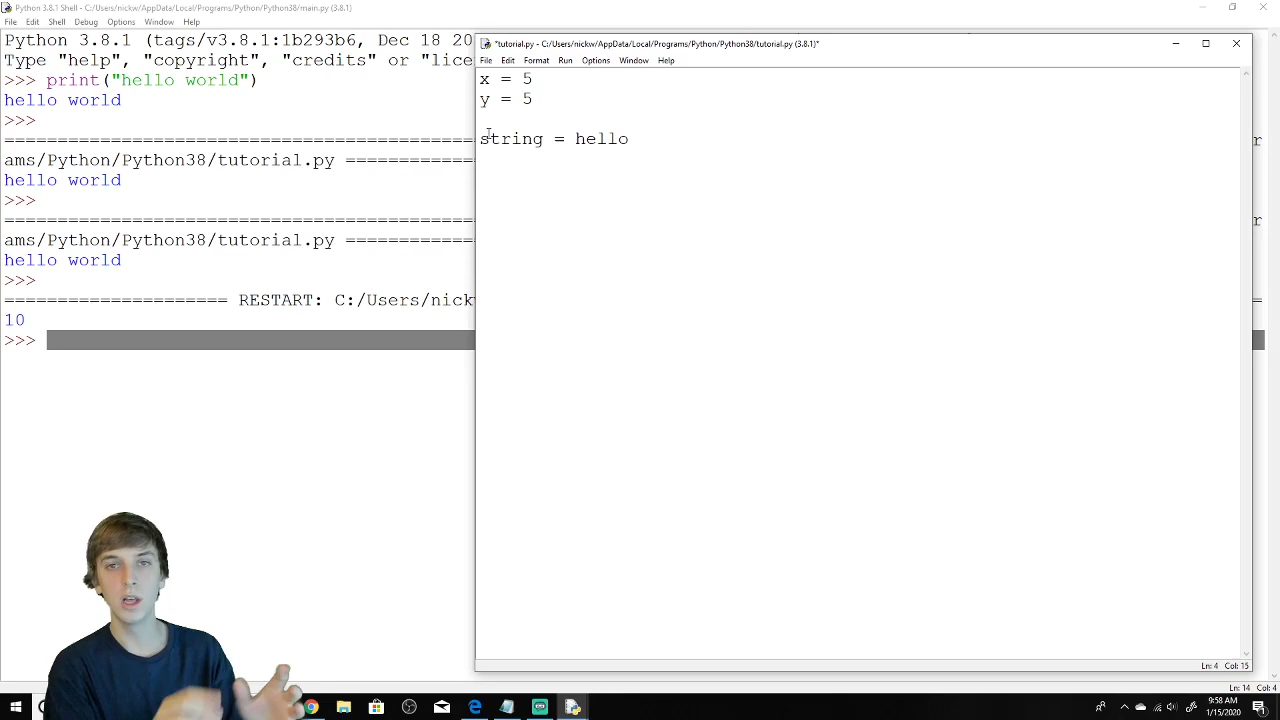 Python 3.8.1 Shell - C:/Users/nickw/AppData/Local/Programs/Python/Python38/main.py (3.8.1)
File Edit Shell Debug Options Window Help
Python 3.8.1 (tags/v3.8.1:1b293b6, Dec 18 20
Type "help", "copyright", "credits" or "lice
>>> print("hello world")
hello world
>>>
ams/Python/Python38/tutorial.py ============
hello world
>>>
ams/Python/Python38/tutorial.py ============
hello world
>>>
===================== RESTART: C:/Users/nickw
10
>>>
*tutorial.py - C:/Users/nickw/AppData/Local/Programs/Python/Python38/tutorial.py (3.8.1)*
File Edit Format Run Options Window Help
x = 5
y = 5
string = hello
Ln: 4 Col: 15
r
r
Ln: 14 Col: 4
9:58 AM
1/15/2020